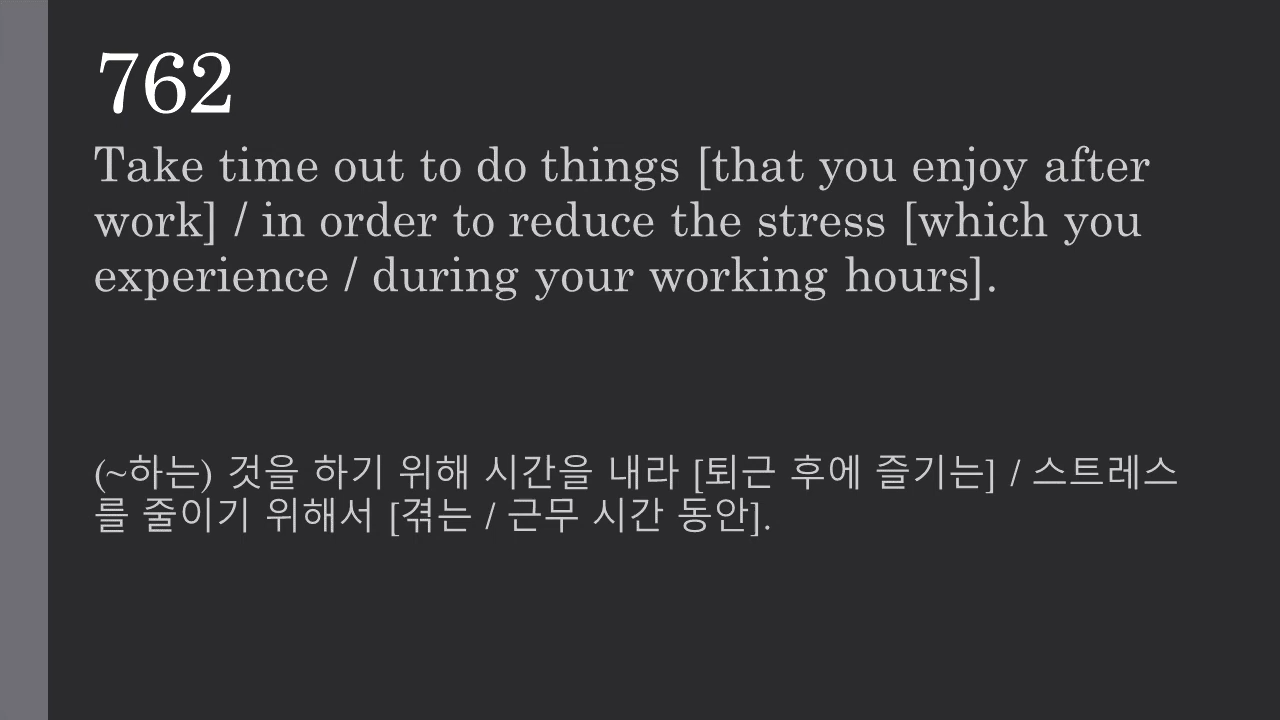 762
Take time out to do things [that you enjoy after
work] / in order to reduce the stress [which you
experience / during your working hours].
(~하는) 것을 하기 위해 시간을 내라 [퇴근 후에 즐기는] / 스트레스
를 줄이기 위해서 [겪는 / 근무 시간 동안].